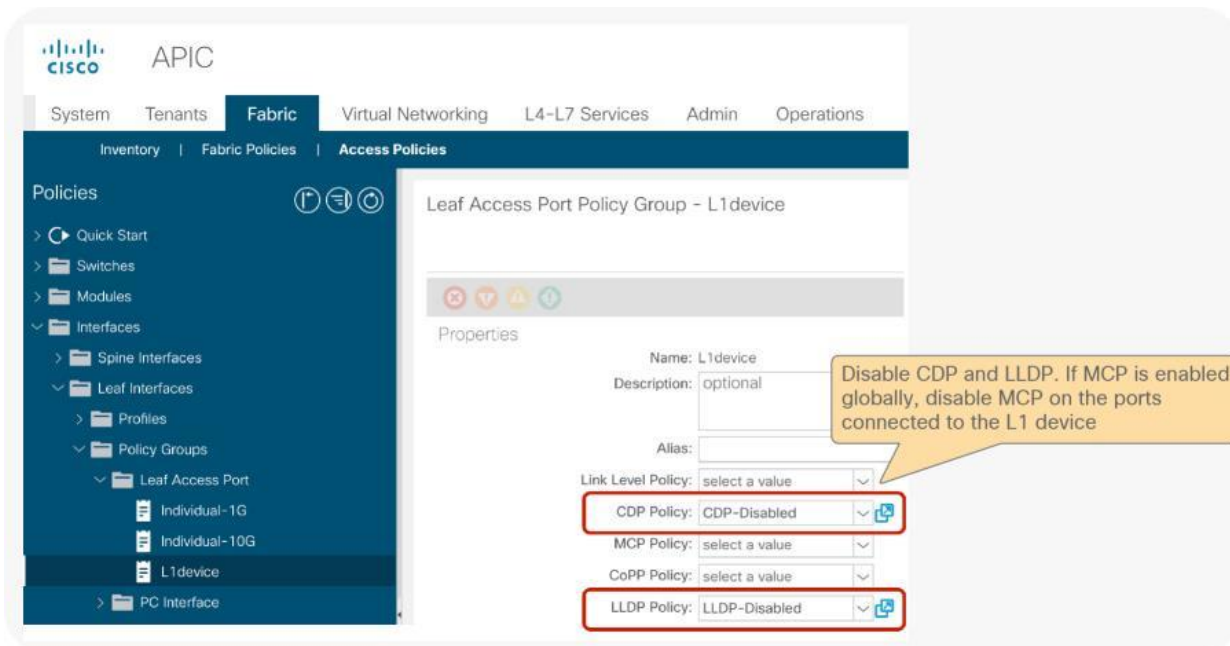 CISCO
APIC
System Tenants Fabric Virtual Networking L4-L7 Services Admin Operations
Inventory | Fabric Policies | Access Policies
Policies
Quick Start
Switches
Modules
Interfaces
Spine Interfaces
Leaf Interfaces
Profiles
Policy Groups
Leaf Access Port
Individual-1G
Individual-10G
L1device
PC Interface
Leaf Access Port Policy Group - L1device
Properties
Name: L1device
Description: optional
Alias:
Link Level Policy: select a value
CDP Policy: CDP-Disabled
MCP Policy: select a value
CoPP Policy: select a value
LLDP Policy: LLDP-Disabled
Disable CDP and LLDP. If MCP is enabled
globally, disable MCP on the ports
connected to the L1 device